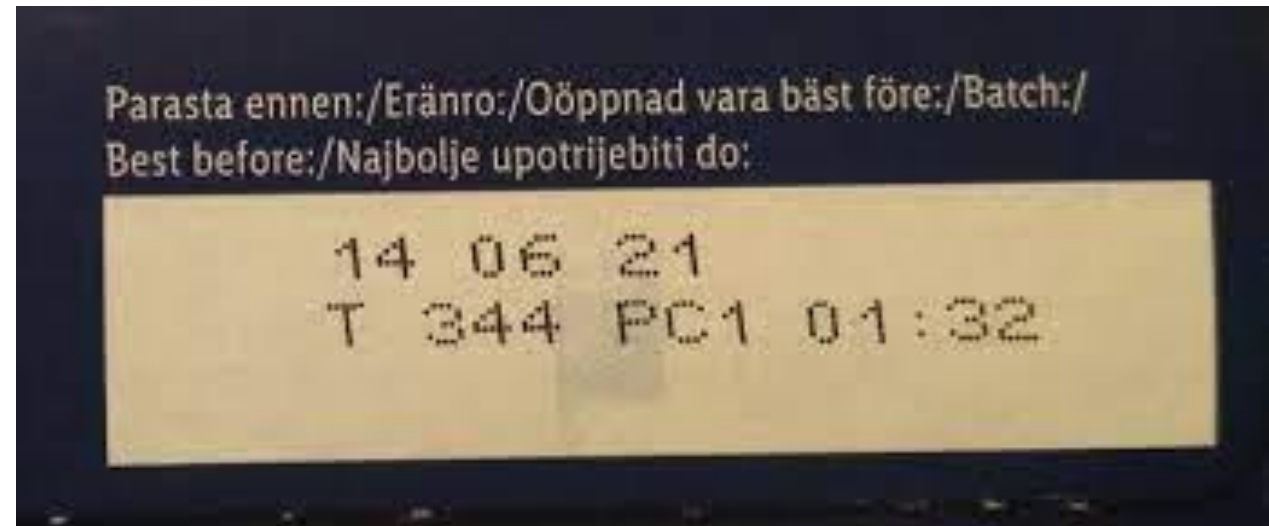 Parasta ennen:/Eränro:/Oöppnad vara bäst före:/Batch:/
Best before:/Najbolje upotrijebiti do:
14 06 21
T 344 PC1 01:32